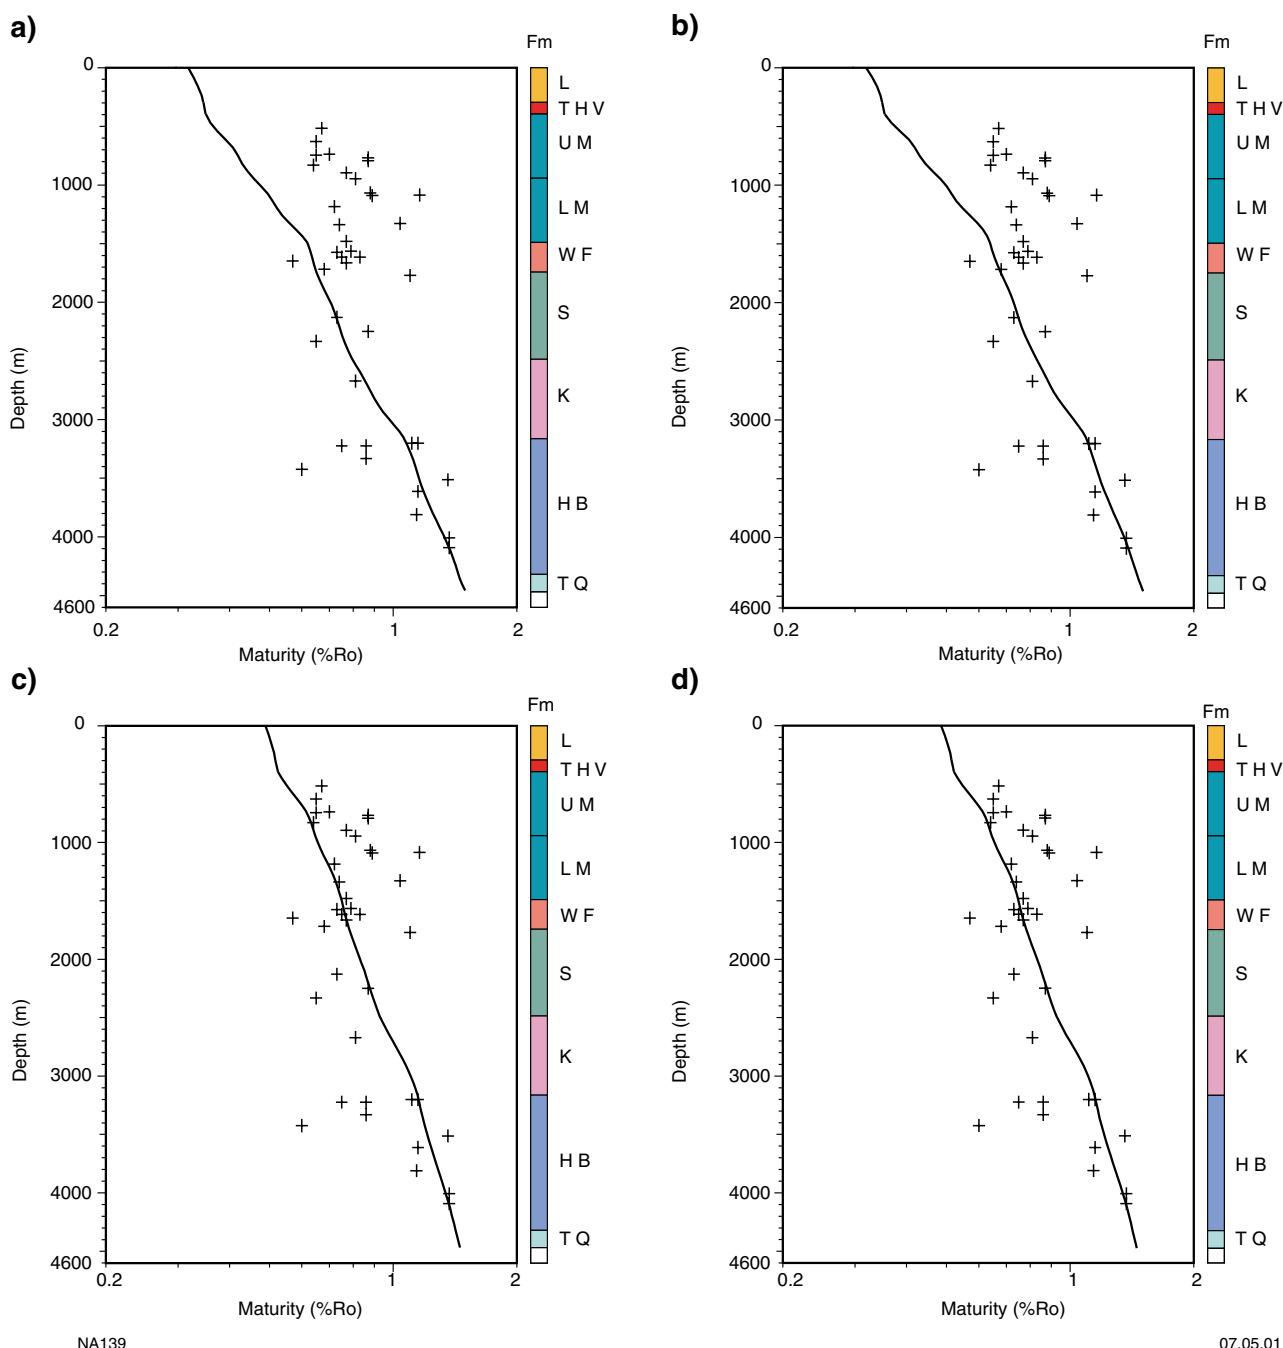 a)
Fm
0
L
T H V
U M
1000
L M
W F
2000
S
K
3000
H B
4000
T Q
4600
0.2
1
2
Depth (m)
Maturity (%Ro)
b)
Fm
0
L
T H V
U M
1000
L M
W F
2000
S
K
3000
H B
4000
T Q
4600
0.2
1
2
Depth (m)
Maturity (%Ro)
c)
Fm
0
L
T H V
U M
1000
L M
W F
2000
S
K
3000
H B
4000
T Q
4600
0.2
1
2
Depth (m)
Maturity (%Ro)
d)
Fm
0
L
T H V
U M
1000
L M
W F
2000
S
K
3000
H B
4000
T Q
4600
0.2
1
2
Depth (m)
Maturity (%Ro)
NA139
07.05.01